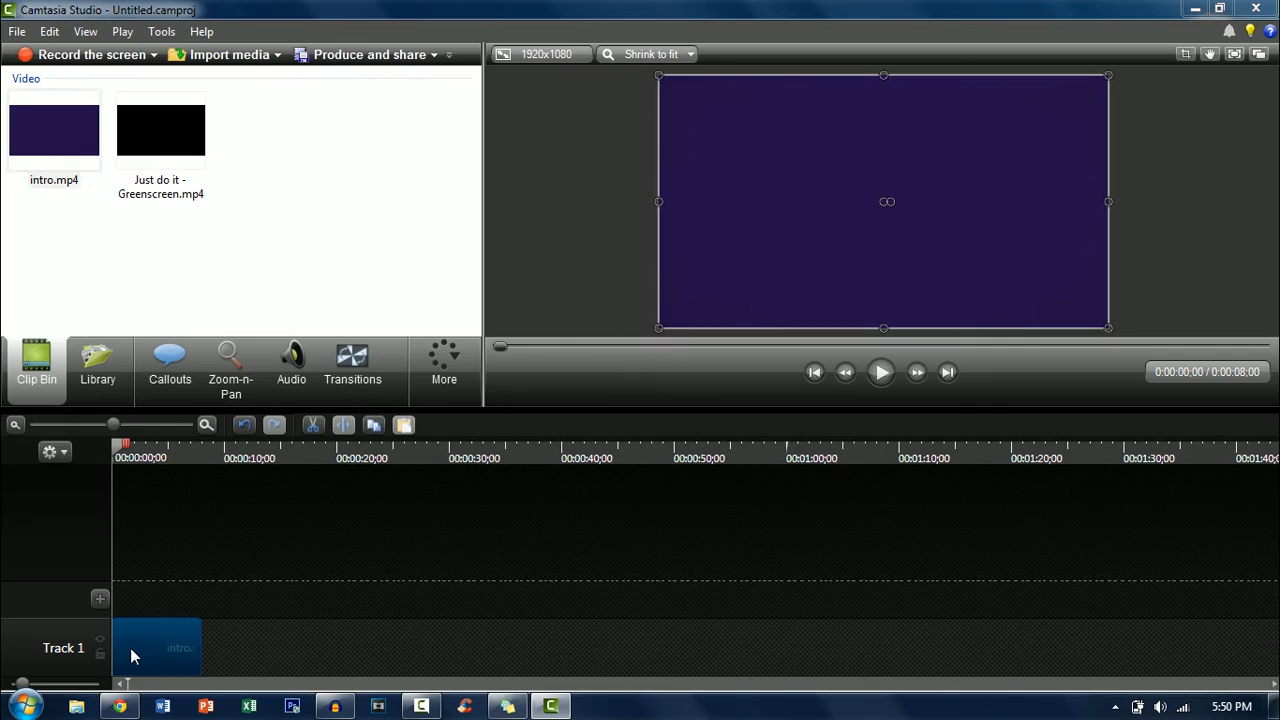 Camtasia Studio - Untitled.camproj
File Edit View Play Tools Help
Record the screen Import media Produce and share »
1920x1080 Shrink to fit
Video
intro.mp4
Just do it -
Greenscreen.mp4
Clip Bin Library Callouts Zoom-n-
Pan Audio Transitions More
0:00:00;00 / 0:00:08;00
00:00:00;00 00:00:10;00 00:00:20;00 00:00:30;00 00:00:40;00 00:00:50;00 00:01:00;00 00:01:10;00 00:01:20;00 00:01:30;00 00:01:40;0
Track 1 intro.
5:50 PM